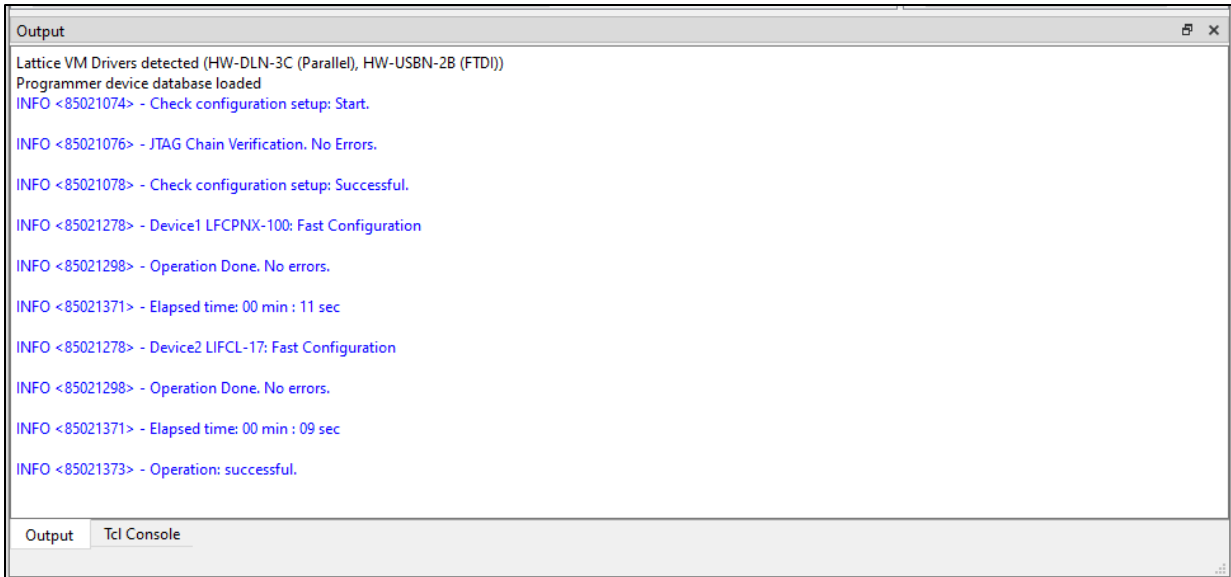 Output
Lattice VM Drivers detected (HW-DLN-3C (Parallel), HW-USBN-2B (FTDI))
Programmer device database loaded
INFO <85021074> - Check configuration setup: Start.
INFO <85021076> - JTAG Chain Verification. No Errors.
INFO <85021078> - Check configuration setup: Successful.
INFO <85021278> - Device1 LFCPNX-100: Fast Configuration
INFO <85021298> - Operation Done. No errors.
INFO <85021371> - Elapsed time: 00 min : 11 sec
INFO <85021278> - Device2 LIFCL-17: Fast Configuration
INFO <85021298> - Operation Done. No errors.
INFO <85021371> - Elapsed time: 00 min : 09 sec
INFO <85021373> - Operation: successful.
Output Tcl Console